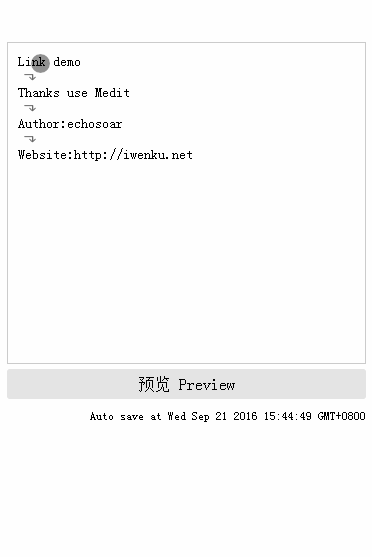 Link demo
Thanks use Medit
Author:echosoar
Website:http://iwenku.net
预览 Preview
Auto save at Wed Sep 21 2016 15:44:49 GMT+0800